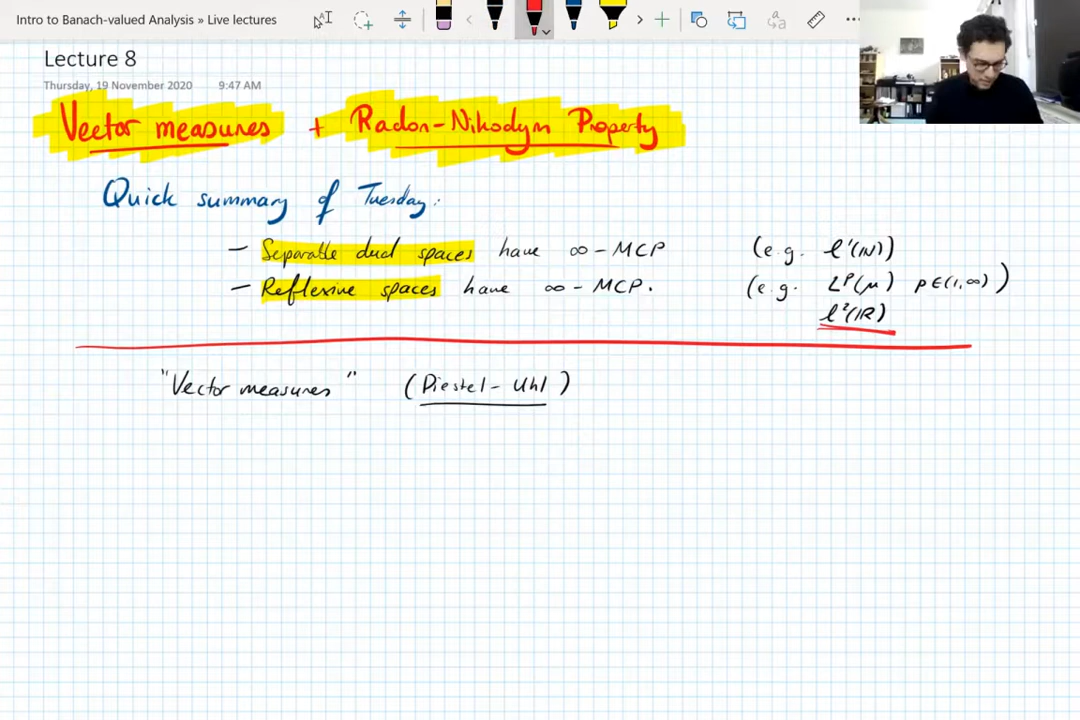 Intro to Banach-valued Analysis » Live lectures
Lecture 8
Thursday, 19 November 2020 9:47 AM
Vector measures + Radon-Nikodym Property
Quick summary of Tuesday:
- Separable dual spaces have ∞-MCP (e.g. ℓ¹(ℕ))
- Reflexive spaces have ∞-MCP. (e.g. Lᵖ(μ) p∈(1,∞))
ℓ²(ℝ)
"Vector measures" (Diestel-Uhl)